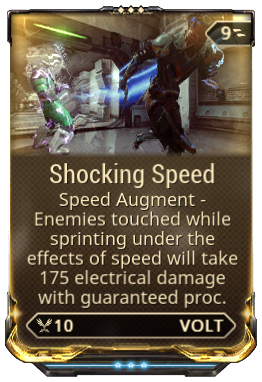 9
Shocking Speed
Speed Augment -
Enemies touched while
sprinting under the
effects of speed will take
175 electrical damage
with guaranteed proc.
10 VOLT